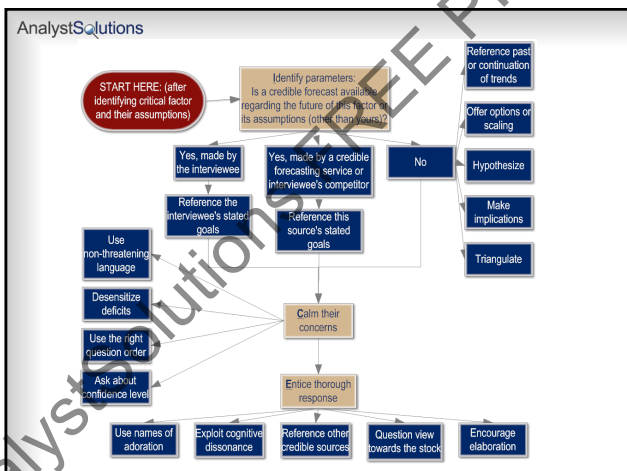 AnalystSolutions
START HERE: (after
identifying critical factor
and their assumptions)
Identify parameters:
Is a credible forecast available
regarding the future of this factor or
its assumptions (other than yours)?
Reference past
or continuation
of trends
Offer options or
scaling
Hypothesize
Make
implications
Triangulate
Yes, made by
the interviewee
Yes, made by a credible
forecasting service or
interviewee's competitor
No
Reference the
interviewee's stated
goals
Reference this
source's stated
goals
Use
non-threatening
language
Desensitize
deficits
Use the right
question order
Ask about
confidence level
Calm their
concerns
Entice thorough
response
Use names of
adoration
Exploit cognitive
dissonance
Reference other
credible sources
Question view
towards the stock
Encourage
elaboration
alystSolutions FREE P